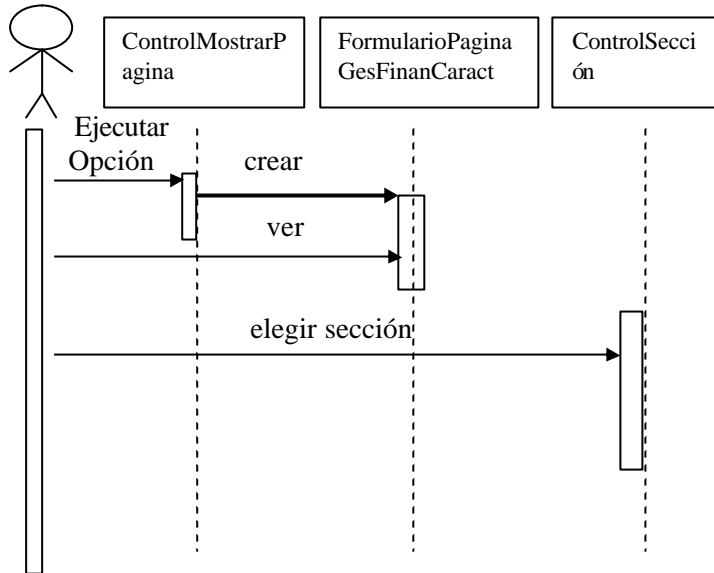 ControlMostrarP
agina
FormularioPagina
GesFinanCaract
ControlSecci
ón
Ejecutar
Opción
crear
ver
elegir sección